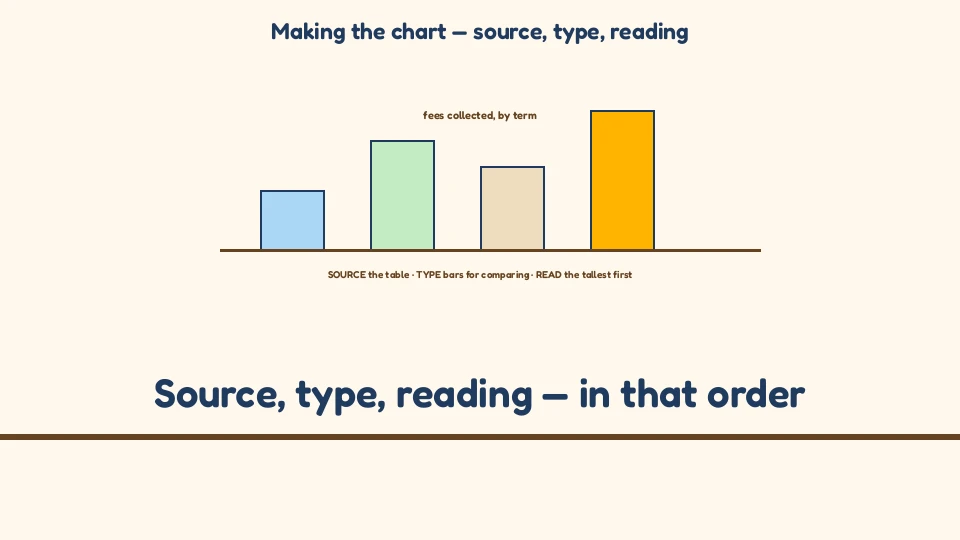 Making the chart — source, type, reading
fees collected, by term
SOURCE the table · TYPE bars for comparing · READ the tallest first
Source, type, reading — in that order